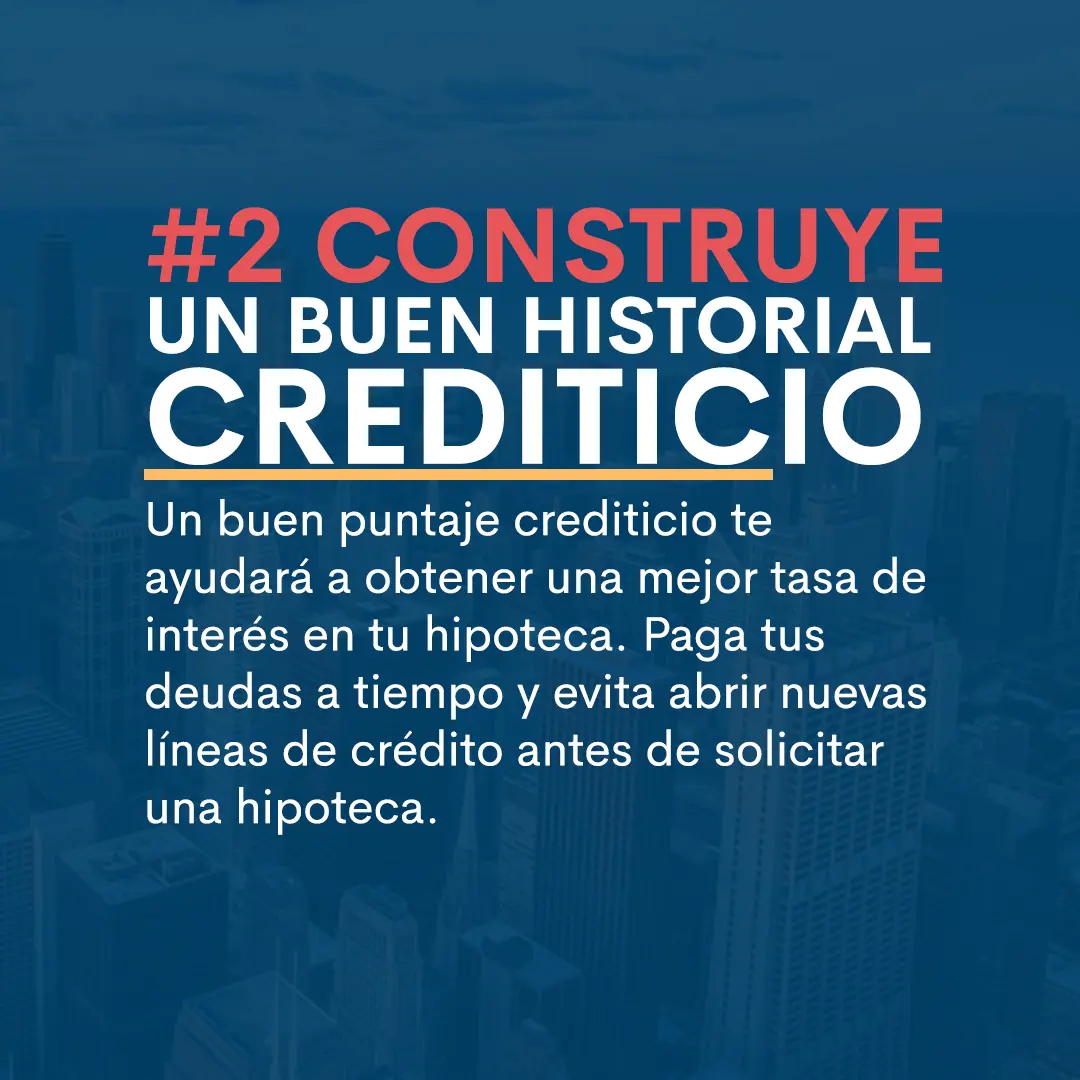 #2 CONSTRUYE
UN BUEN HISTORIAL
CREDITICIO
Un buen puntaje crediticio te
ayudará a obtener una mejor tasa de
interés en tu hipoteca. Paga tus
deudas a tiempo y evita abrir nuevas
líneas de crédito antes de solicitar
una hipoteca.